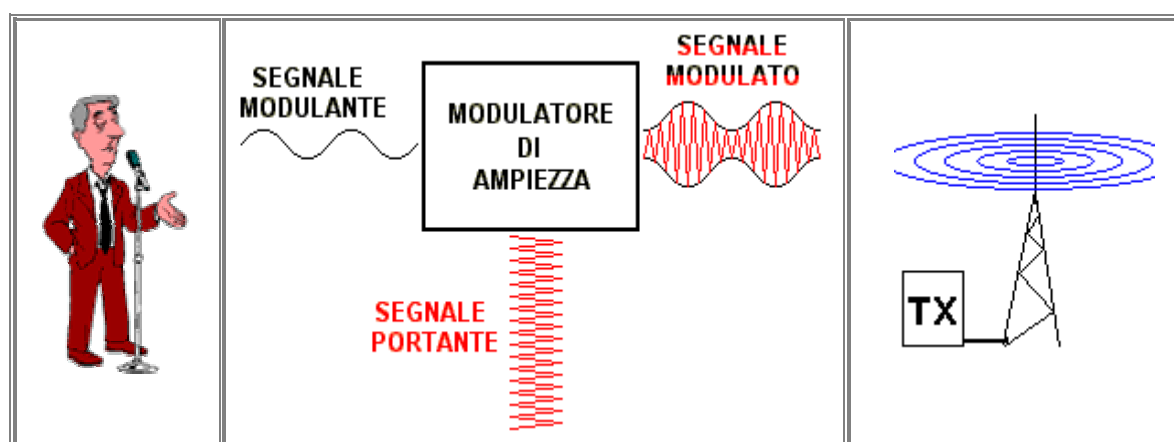 SEGNALE
MODULANTE
MODULATORE
DI
AMPIEZZA
SEGNALE
MODULATO
SEGNALE
PORTANTE
TX